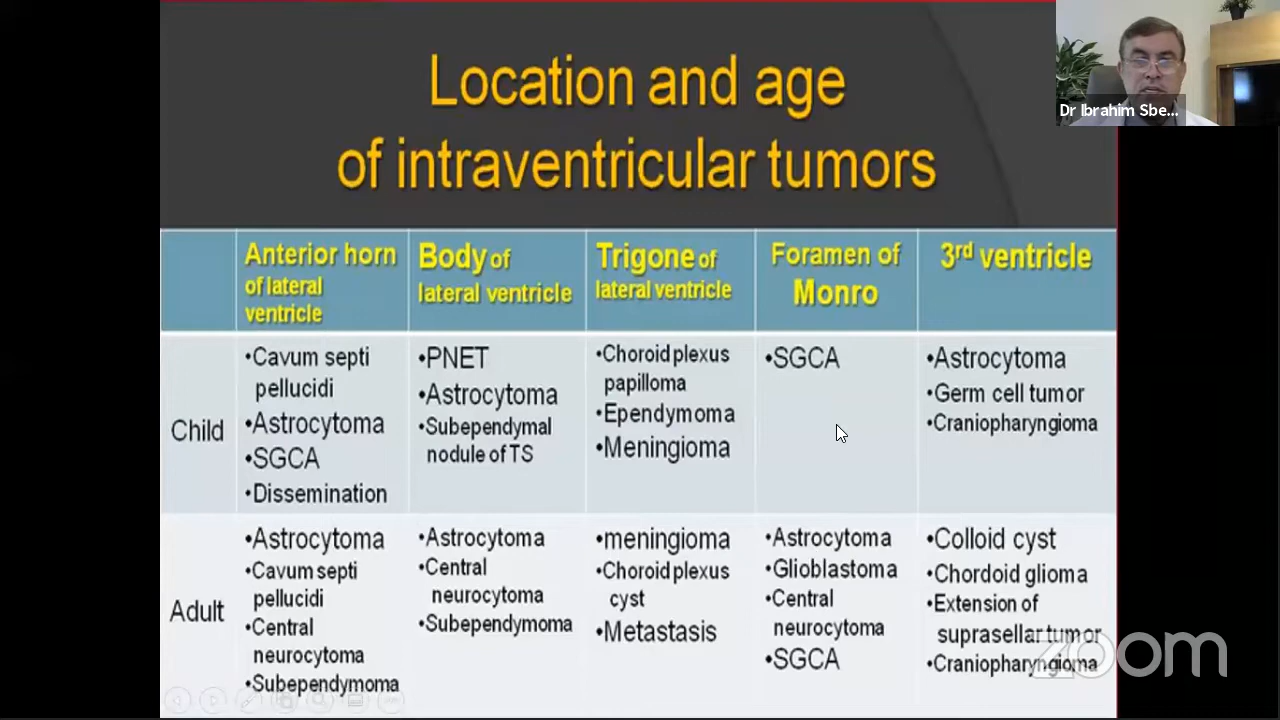 Location and age
of intraventricular tumors
Dr Ibrahim Sbe...
Anterior horn
of lateral
ventricle
Body of
lateral ventricle
Trigone of
lateral ventricle
Foramen of
Monro
3rd ventricle
Child
•Cavum septi
pellucidi
•Astrocytoma
•SGCA
•Dissemination
•PNET
•Astrocytoma
•Subependymal
nodule of TS
•Choroid plexus
papilloma
•Ependymoma
•Meningioma
•SGCA
•Astrocytoma
•Germ cell tumor
•Craniopharyngioma
Adult
•Astrocytoma
•Cavum septi
pellucidi
•Central
neurocytoma
•Subependymoma
•Astrocytoma
•Central
neurocytoma
•Subependymoma
•meningioma
•Choroid plexus
cyst
•Metastasis
•Astrocytoma
•Glioblastoma
•Central
neurocytoma
•SGCA
•Colloid cyst
•Chordoid glioma
•Extension of
suprasellar tumor
•Craniopharyngioma
zoom